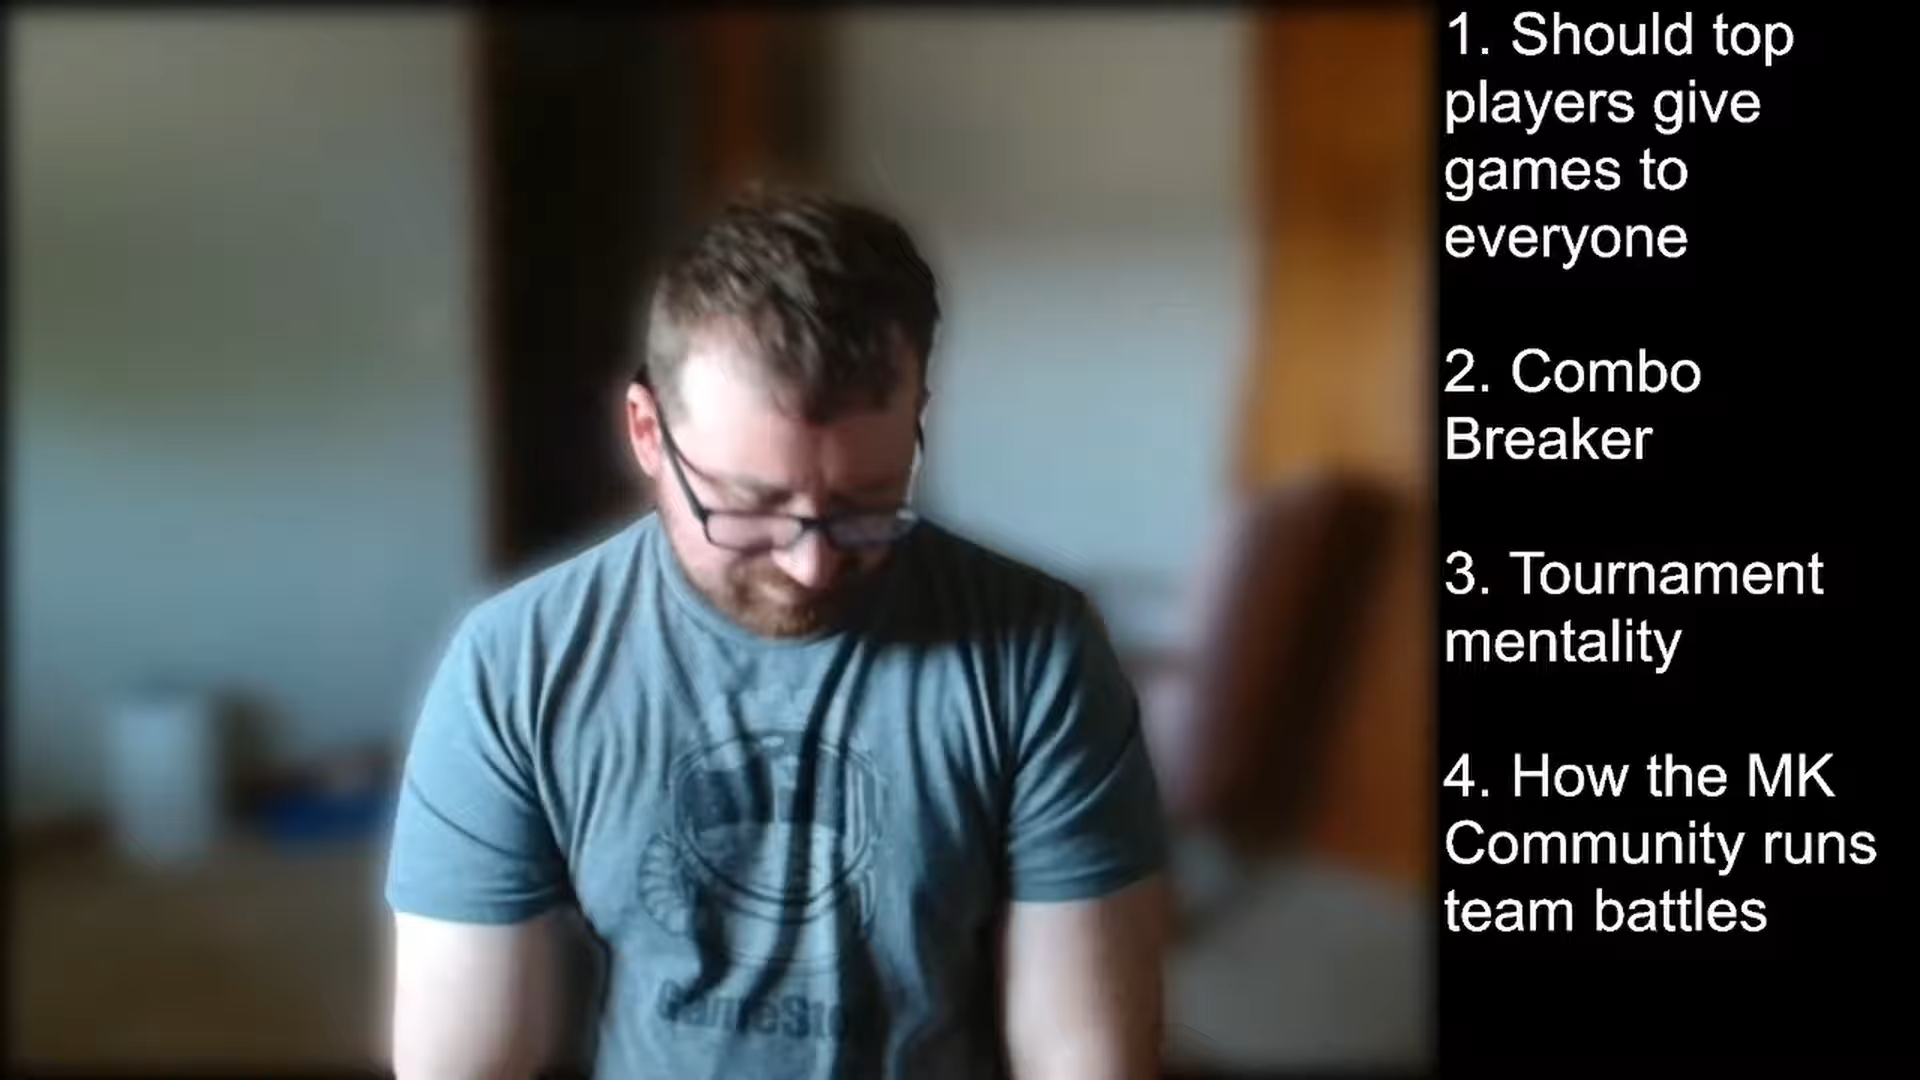 1. Should top
players give
games to
everyone
2. Combo
Breaker
3. Tournament
mentality
4. How the MK
Community runs
team battles